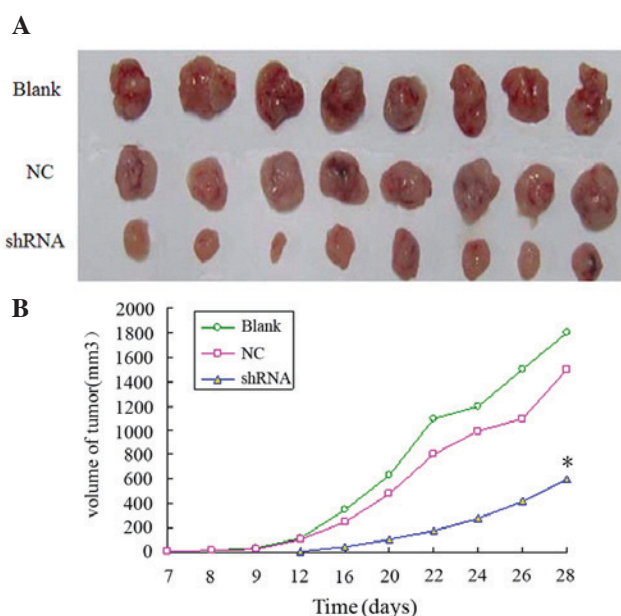 A
Blank
NC
shRNA
B
2000
1800
1600
1400
1200
1000
800
600
400
200
0
volume of tumor(mm3)
Blank
NC
shRNA
*
7 8 9 12 16 20 22 24 26 28
Time (days)